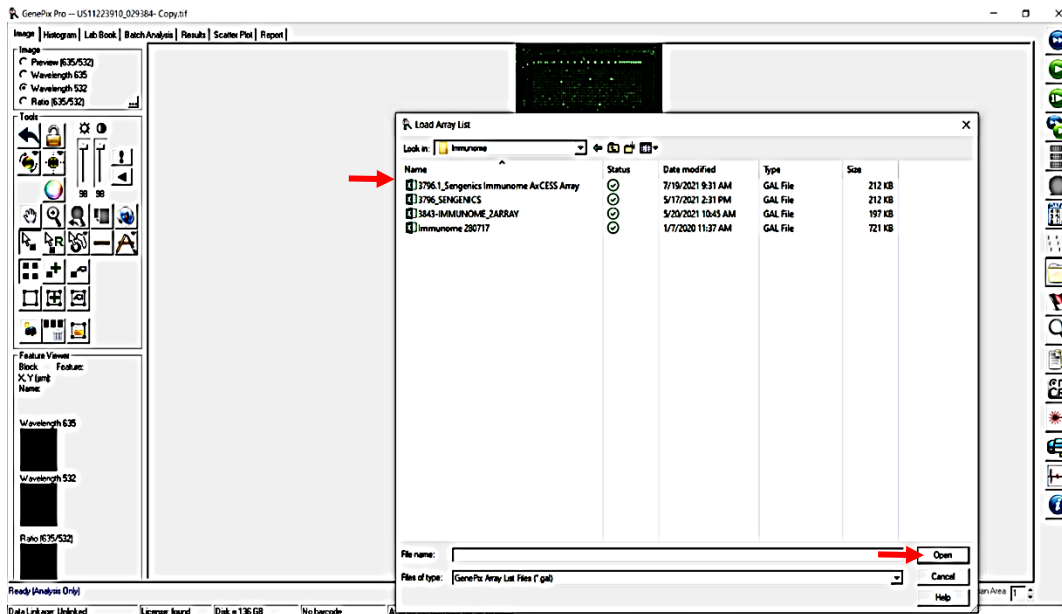 GenePix Pro -- US11223910_029384- Copy.tif
Image Histogram Lab Book Batch Analysis Results Scatter Plot Report
Image
Preview (635/532)
Wavelength 635
Wavelength 532
Ratio (635/532)
...
Tools
98 98
Feature Viewer
Block Feature:
X, Y (µm):
Name:
Wavelength 635
Wavelength 532
Ratio (635/532)
Load Array List
Look in: Immunome
Name Status Date modified Type Size
3796.1_Sengenics Immunome AxCESS Array 7/19/2021 9:31 AM GAL File 212 KB
3796_SENGENICS 5/17/2021 2:31 PM GAL File 212 KB
3843-IMMUNOME_2ARRAY 5/20/2021 10:45 AM GAL File 197 KB
Immunome 280717 1/7/2020 11:37 AM GAL File 721 KB
File name: Open
Files of type: GenePix Array List Files (*.gal) Cancel
Help
Ready (Analysis Only)
Area 1
Data Linkage: Unlinked License found Disk = 136 GB No barcode